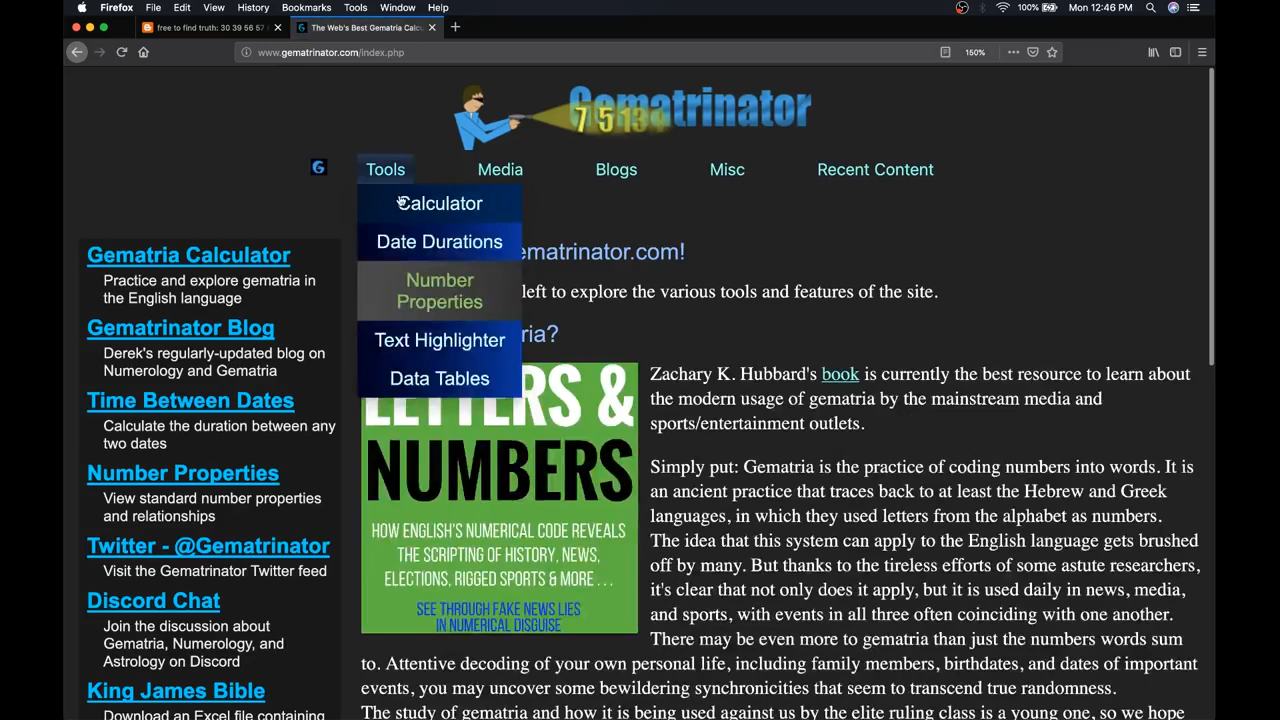 Firefox File Edit View History Bookmarks Tools Window Help 100% Mon 12:46 PM
free to find truth: 30 39 56 57
The Web's Best Gematria Calcu
www.gematrinator.com/index.php
150%
Gematrinator
7 5 134
Tools Media Blogs Misc Recent Content
Calculator
Date Durations
Number
Properties
Text Highlighter
Data Tables
Gematria Calculator
Practice and explore gematria in
the English language
Gematrinator Blog
Derek's regularly-updated blog on
Numerology and Gematria
Time Between Dates
Calculate the duration between any
two dates
Number Properties
View standard number properties
and relationships
Twitter - @Gematrinator
Visit the Gematrinator Twitter feed
Discord Chat
Join the discussion about
Gematria, Numerology, and
Astrology on Discord
King James Bible
Download an Excel file containing
ematrinator.com!
left to explore the various tools and features of the site.
ria?
LETTERS &
NUMBERS
HOW ENGLISH'S NUMERICAL CODE REVEALS
THE SCRIPTING OF HISTORY, NEWS,
ELECTIONS, RIGGED SPORTS & MORE . . .
SEE THROUGH FAKE NEWS LIES
IN NUMERICAL DISGUISE
Zachary K. Hubbard's book is currently the best resource to learn about
the modern usage of gematria by the mainstream media and
sports/entertainment outlets.
Simply put: Gematria is the practice of coding numbers into words. It is
an ancient practice that traces back to at least the Hebrew and Greek
languages, in which they used letters from the alphabet as numbers.
The idea that this system can apply to the English language gets brushed
off by many. But thanks to the tireless efforts of some astute researchers,
it's clear that not only does it apply, but it is used daily in news, media,
and sports, with events in all three often coinciding with one another.
There may be even more to gematria than just the numbers words sum
to. Attentive decoding of your own personal life, including family members, birthdates, and dates of important
events, you may uncover some bewildering synchronicities that seem to transcend true randomness.
The study of gematria and how it is being used against us by the elite ruling class is a young one, so we hope